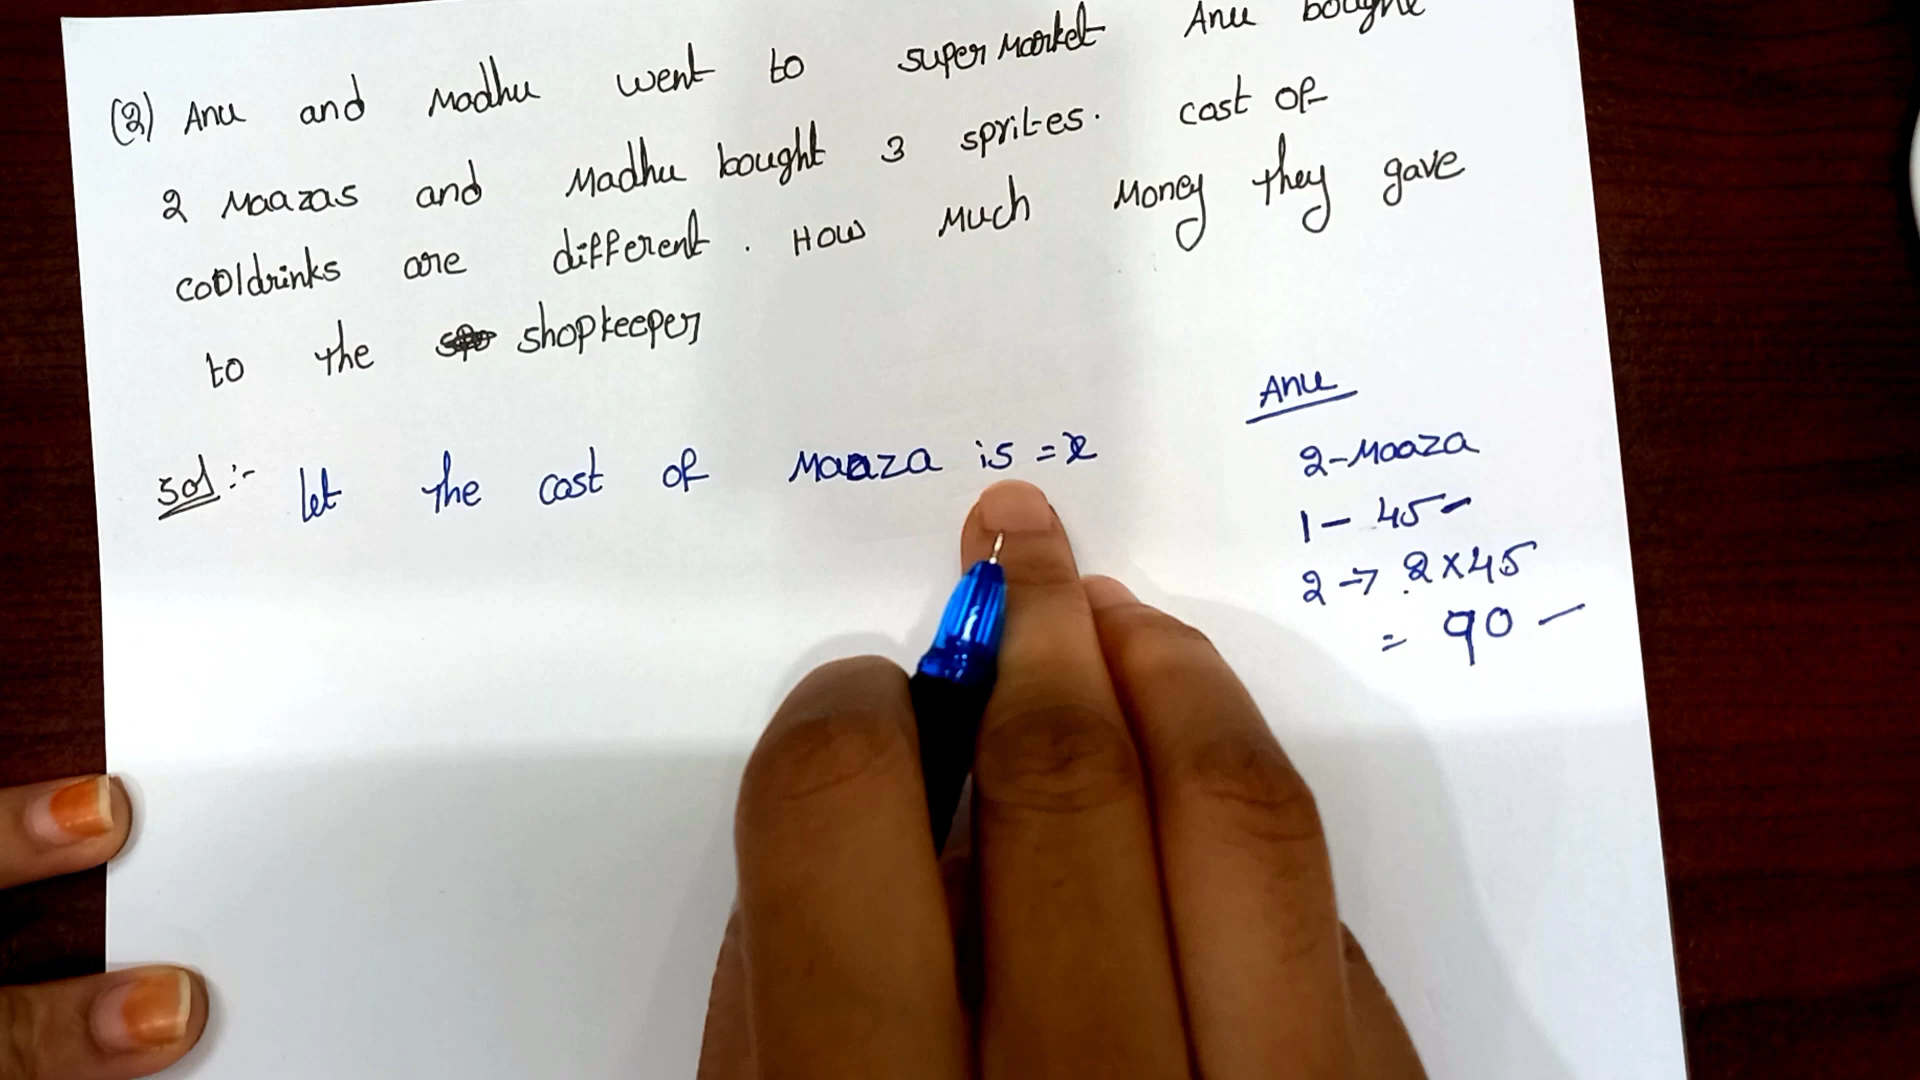 (2) Anu and Madhu went to super Market Anu bought
2 Maazas and Madhu bought 3 sprites. cost of
cooldrinks are different. How Much Money they gave
to the shopkeeper
Sol:- let the cost of Maaza is = x
Anu
2-Maaza
1 - 45 -
2 → 2x45
= 90 -